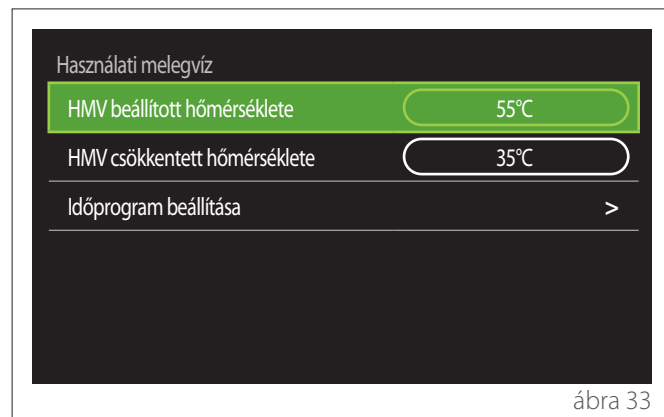 Használati melegvíz
HMV beállított hőmérséklete 55°C
HMV csökkentett hőmérséklete 35°C
Időprogram beállítása >
ábra 33